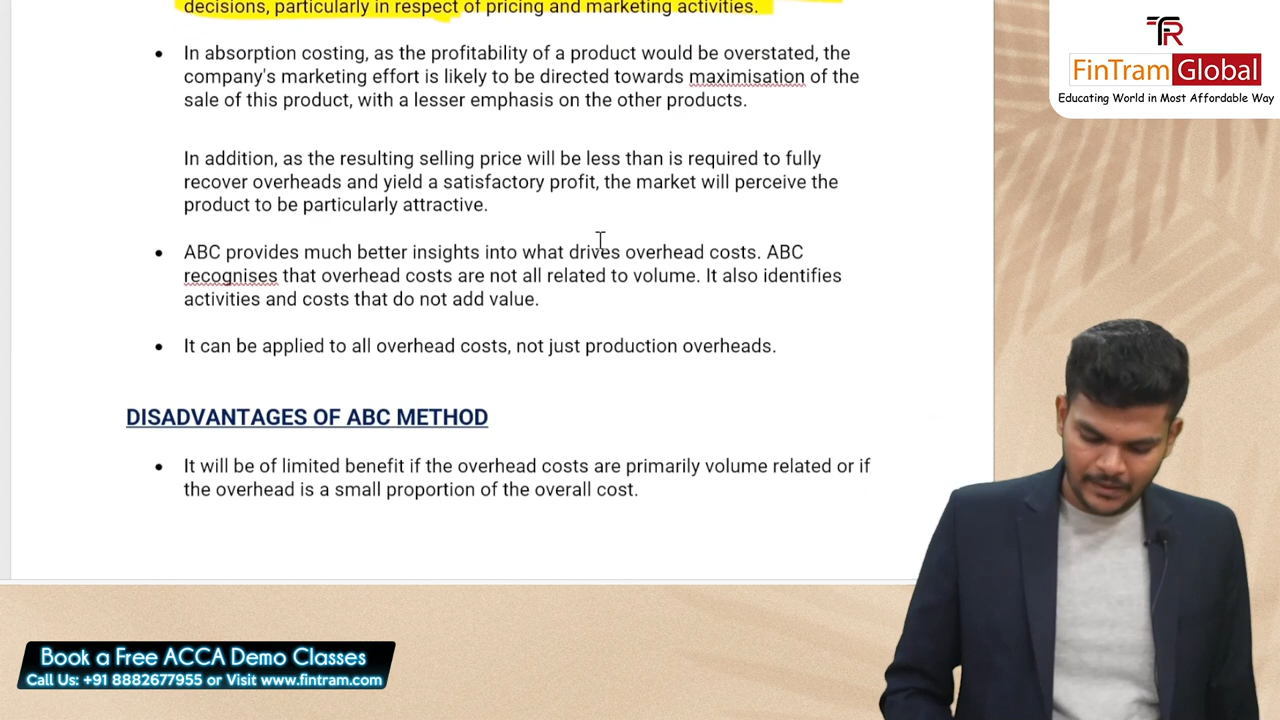 decisions, particularly in respect of pricing and marketing activities.
• In absorption costing, as the profitability of a product would be overstated, the
company's marketing effort is likely to be directed towards maximisation of the
sale of this product, with a lesser emphasis on the other products.
In addition, as the resulting selling price will be less than is required to fully
recover overheads and yield a satisfactory profit, the market will perceive the
product to be particularly attractive.
• ABC provides much better insights into what drives overhead costs. ABC
recognises that overhead costs are not all related to volume. It also identifies
activities and costs that do not add value.
• It can be applied to all overhead costs, not just production overheads.
DISADVANTAGES OF ABC METHOD
• It will be of limited benefit if the overhead costs are primarily volume related or if
the overhead is a small proportion of the overall cost.
FinTram Global
Educating World in Most Affordable Way
Book a Free ACCA Demo Classes
Call Us: +91 8882677955 or Visit www.fintram.com